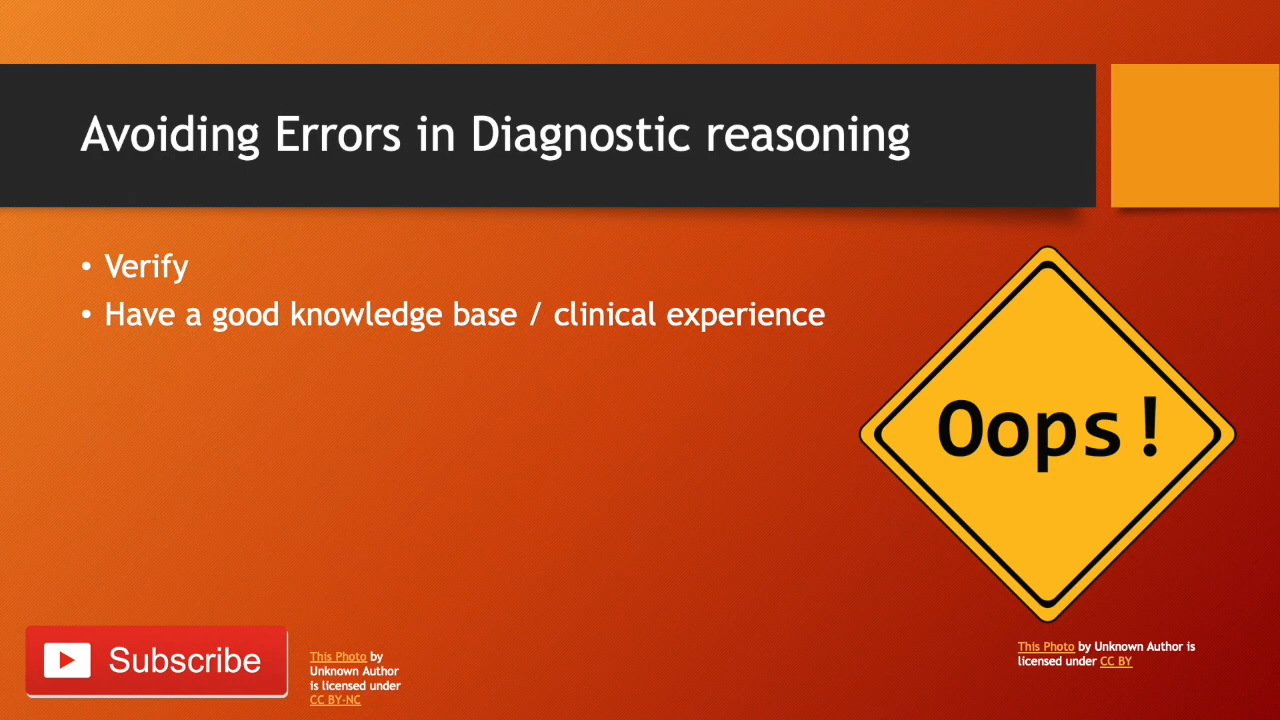 Avoiding Errors in Diagnostic reasoning
• Verify
• Have a good knowledge base / clinical experience
Oops!
Subscribe
This Photo by
Unknown Author
is licensed under
CC BY-NC
This Photo by Unknown Author is
licensed under CC BY